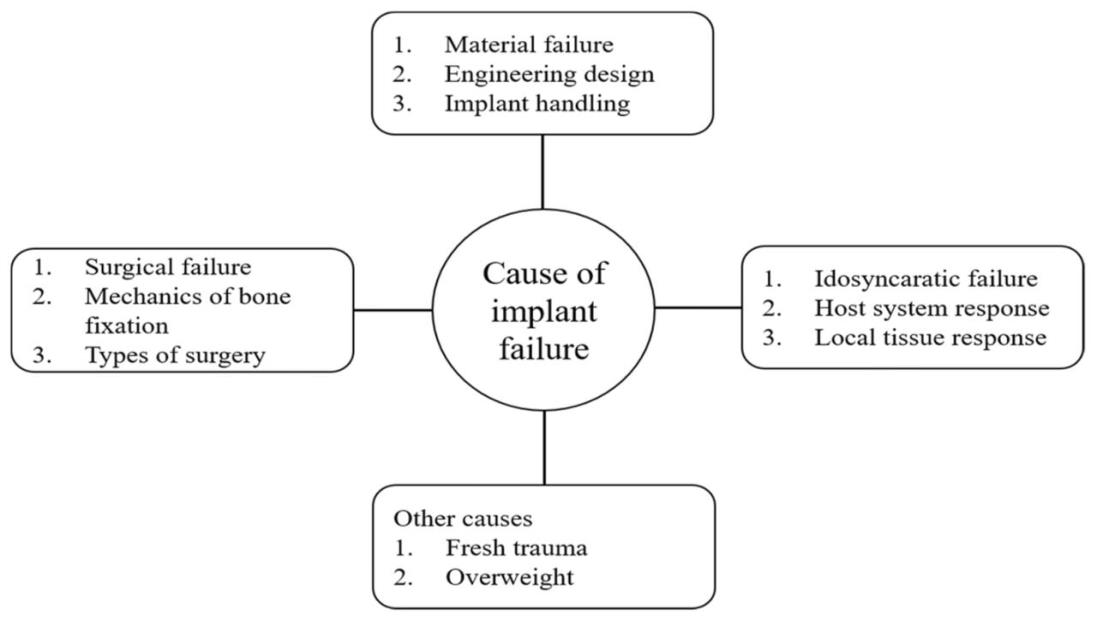 1. Material failure
2. Engineering design
3. Implant handling
1. Surgical failure
2. Mechanics of bone
fixation
3. Types of surgery
Cause of
implant
failure
1. Idosyncaratic failure
2. Host system response
3. Local tissue response
Other causes
1. Fresh trauma
2. Overweight